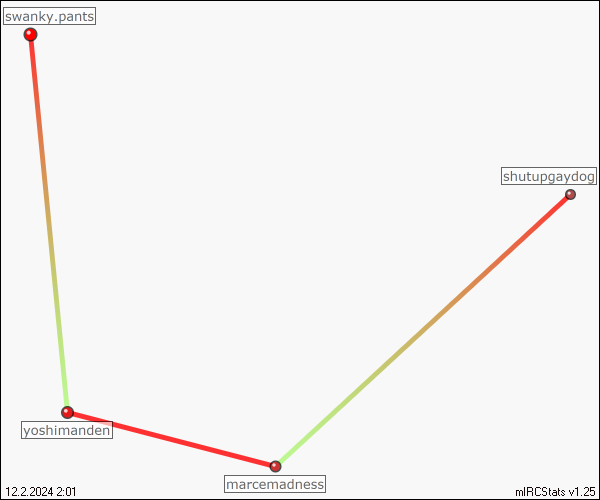 swanky.pants
shutupgaydog
yoshimanden
marcemadness
12.2.2024 2:01
mIRCStats v1.25